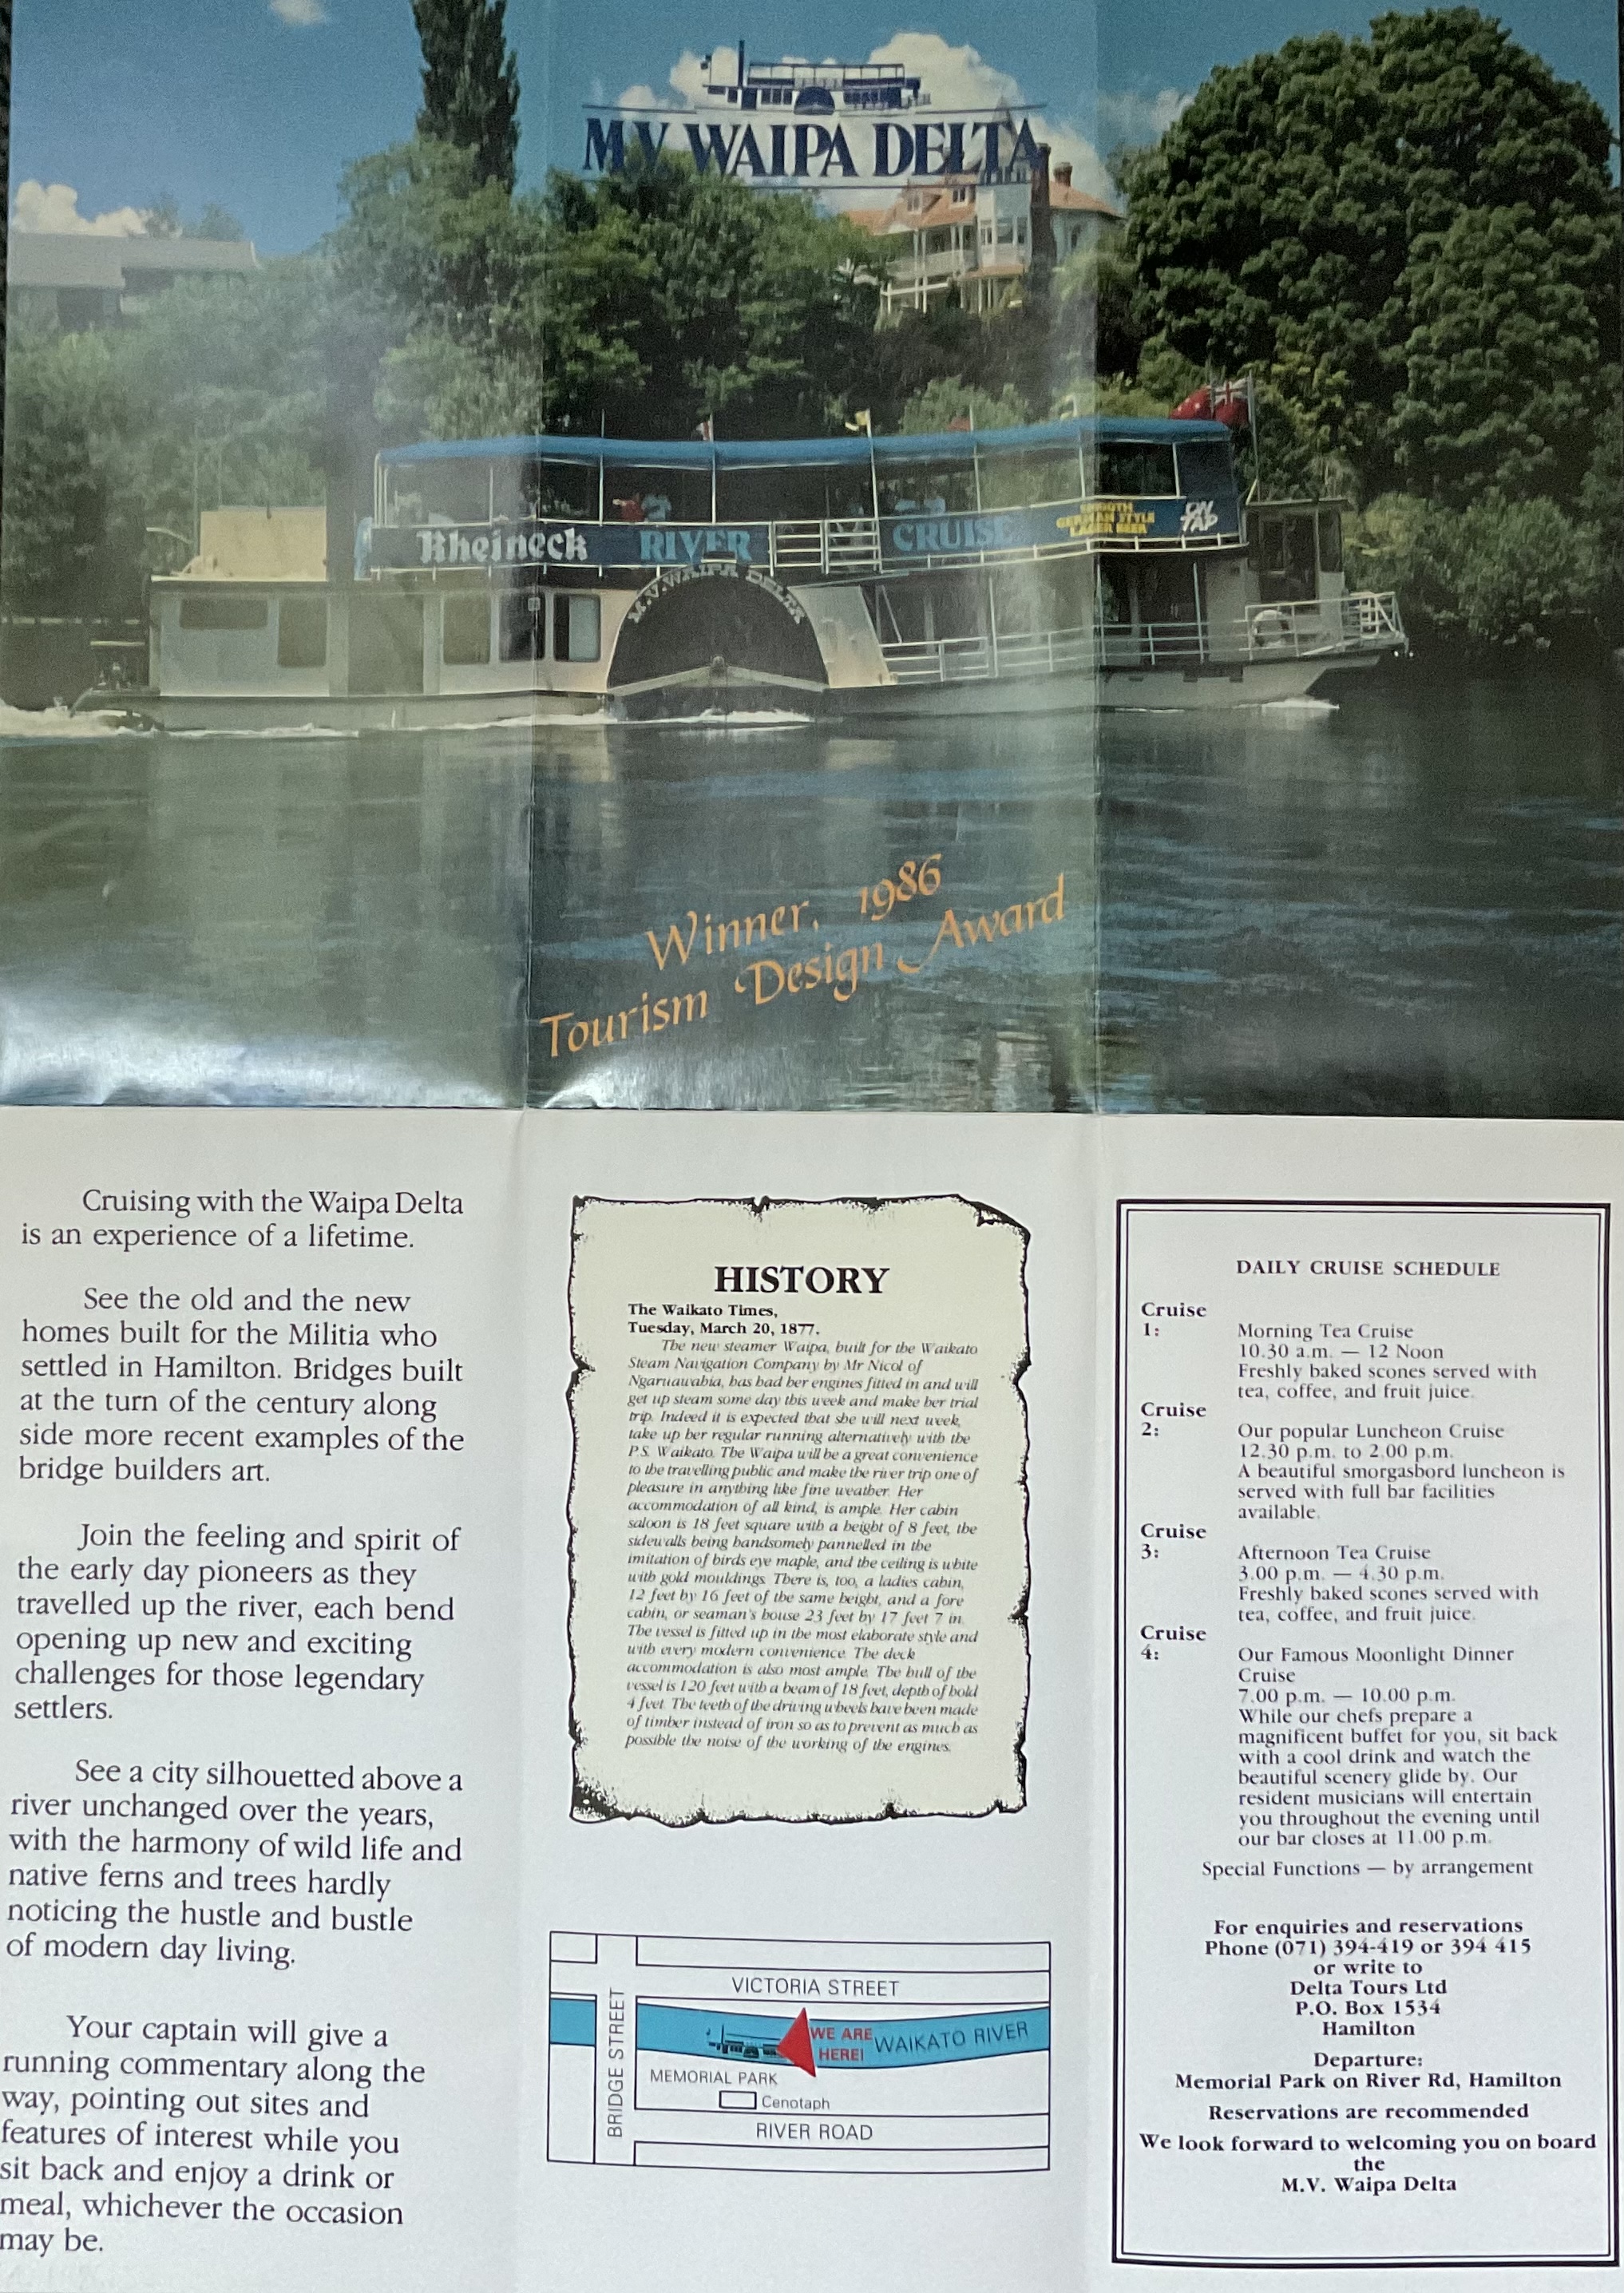 M.V. WAIPA DELTA
Rheineck RIVER CRUISE SMOOTH
GERMAN STYLE
LAGER BEER
ON
TAP
M.V. WAIPA DELTA
Winner, 1986
Tourism Design Award
Cruising with the Waipa Delta
is an experience of a lifetime.
See the old and the new
homes built for the Militia who
settled in Hamilton. Bridges built
at the turn of the century along
side more recent examples of the
bridge builders art.
Join the feeling and spirit of
the early day pioneers as they
travelled up the river, each bend
opening up new and exciting
challenges for those legendary
settlers.
See a city silhouetted above a
river unchanged over the years,
with the harmony of wild life and
native ferns and trees hardly
noticing the hustle and bustle
of modern day living.
Your captain will give a
running commentary along the
way, pointing out sites and
features of interest while you
sit back and enjoy a drink or
meal, whichever the occasion
may be.
HISTORY
The Waikato Times,
Tuesday, March 20, 1877.
The new steamer Waipa, built for the Waikato
Steam Navigation Company by Mr Nicol of
Ngaruawahia, has had her engines fitted in and will
get up steam some day this week and make her trial
trip. Indeed it is expected that she will next week,
take up her regular running alternatively with the
P.S. Waikato. The Waipa will be a great convenience
to the travelling public and make the river trip one of
pleasure in anything like fine weather. Her
accommodation of all kind, is ample. Her cabin
saloon is 18 feet square with a height of 8 feet, the
sidewalls being handsomely pannelled in the
imitation of birds eye maple, and the ceiling is white
with gold mouldings. There is, too, a ladies cabin,
12 feet by 16 feet of the same height, and a fore
cabin, or seaman's house 23 feet by 17 feet 7 in.
The vessel is fitted up in the most elaborate style and
with every modern convenience. The deck
accommodation is also most ample. The hull of the
vessel is 120 feet with a beam of 18 feet, depth of hold
4 feet. The teeth of the driving wheels have been made
of timber instead of iron so as to prevent as much as
possible the noise of the working of the engines.
VICTORIA STREET
BRIDGE STREET
WE ARE
HERE!
WAIKATO RIVER
MEMORIAL PARK
Cenotaph
RIVER ROAD
DAILY CRUISE SCHEDULE
Cruise
1: Morning Tea Cruise
10.30 a.m. — 12 Noon
Freshly baked scones served with
tea, coffee, and fruit juice.
Cruise
2: Our popular Luncheon Cruise
12.30 p.m. to 2.00 p.m.
A beautiful smorgasbord luncheon is
served with full bar facilities
available.
Cruise
3: Afternoon Tea Cruise
3.00 p.m. — 4.30 p.m.
Freshly baked scones served with
tea, coffee, and fruit juice.
Cruise
4: Our Famous Moonlight Dinner
Cruise
7.00 p.m. — 10.00 p.m.
While our chefs prepare a
magnificent buffet for you, sit back
with a cool drink and watch the
beautiful scenery glide by. Our
resident musicians will entertain
you throughout the evening until
our bar closes at 11.00 p.m.
Special Functions — by arrangement
For enquiries and reservations
Phone (071) 394-419 or 394 415
or write to
Delta Tours Ltd
P.O. Box 1534
Hamilton
Departure:
Memorial Park on River Rd, Hamilton
Reservations are recommended
We look forward to welcoming you on board
the
M.V. Waipa Delta